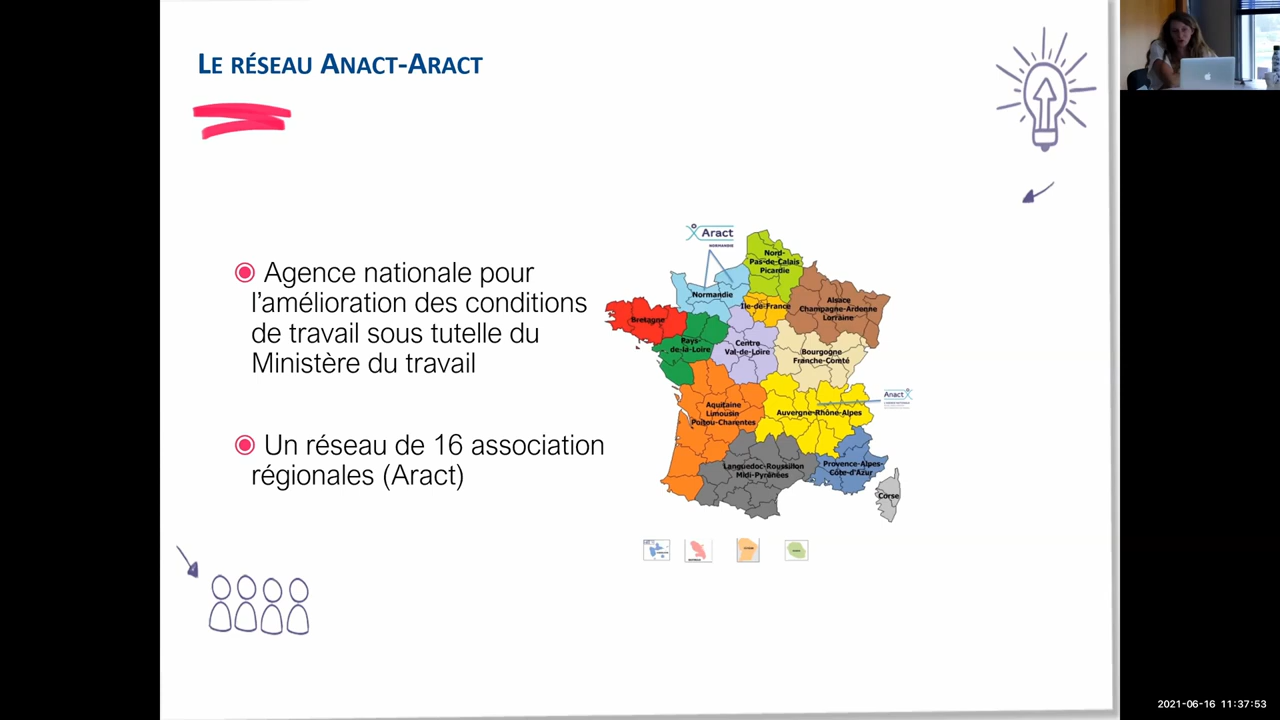 LE RÉSEAU ANACT-ARACT
Agence nationale pour
l'amélioration des conditions
de travail sous tutelle du
Ministère du travail
Un réseau de 16 association
régionales (Aract)
Aract
NORMANDIE
Nord-
Pas-de-Calais
Picardie
Normandie
Ile-de-France
Alsace
Champagne-Ardenne
Lorraine
Bretagne
Pays-
de-la-Loire
Centre
Val-de-Loire
Bourgogne
Franche-Comté
Anact
Aquitaine
Limousin
Poitou-Charentes
Auvergne-Rhône-Alpes
Languedoc-Roussillon
Midi-Pyrénées
Provence-Alpes-
Côte-d'Azur
Corse
2021-06-16 11:37:53